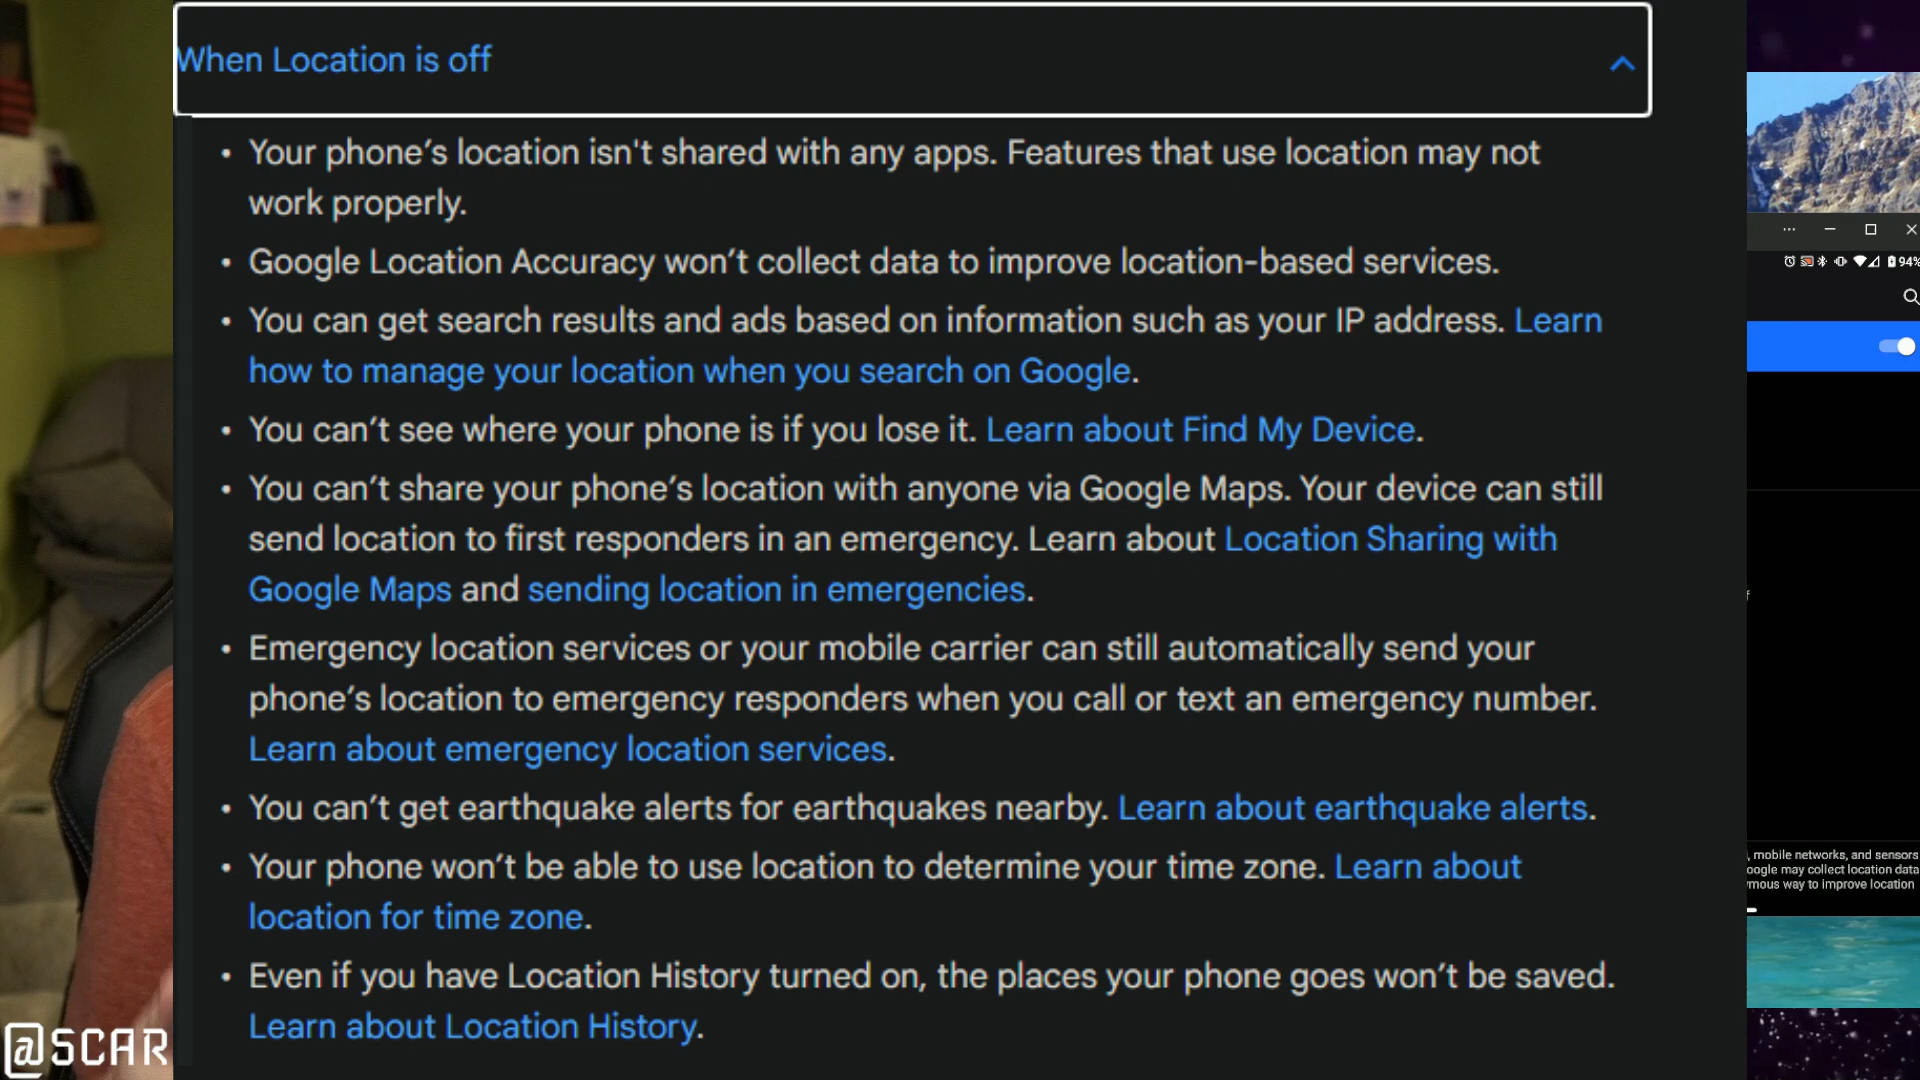 When Location is off
• Your phone's location isn't shared with any apps. Features that use location may not
work properly.
• Google Location Accuracy won't collect data to improve location-based services.
• You can get search results and ads based on information such as your IP address. Learn
how to manage your location when you search on Google.
• You can't see where your phone is if you lose it. Learn about Find My Device.
• You can't share your phone's location with anyone via Google Maps. Your device can still
send location to first responders in an emergency. Learn about Location Sharing with
Google Maps and sending location in emergencies.
• Emergency location services or your mobile carrier can still automatically send your
phone's location to emergency responders when you call or text an emergency number.
Learn about emergency location services.
• You can't get earthquake alerts for earthquakes nearby. Learn about earthquake alerts.
• Your phone won't be able to use location to determine your time zone. Learn about
location for time zone.
• Even if you have Location History turned on, the places your phone goes won't be saved.
Learn about Location History.
94%
, mobile networks, and sensors
oogle may collect location data
mous way to improve location
@SCAR